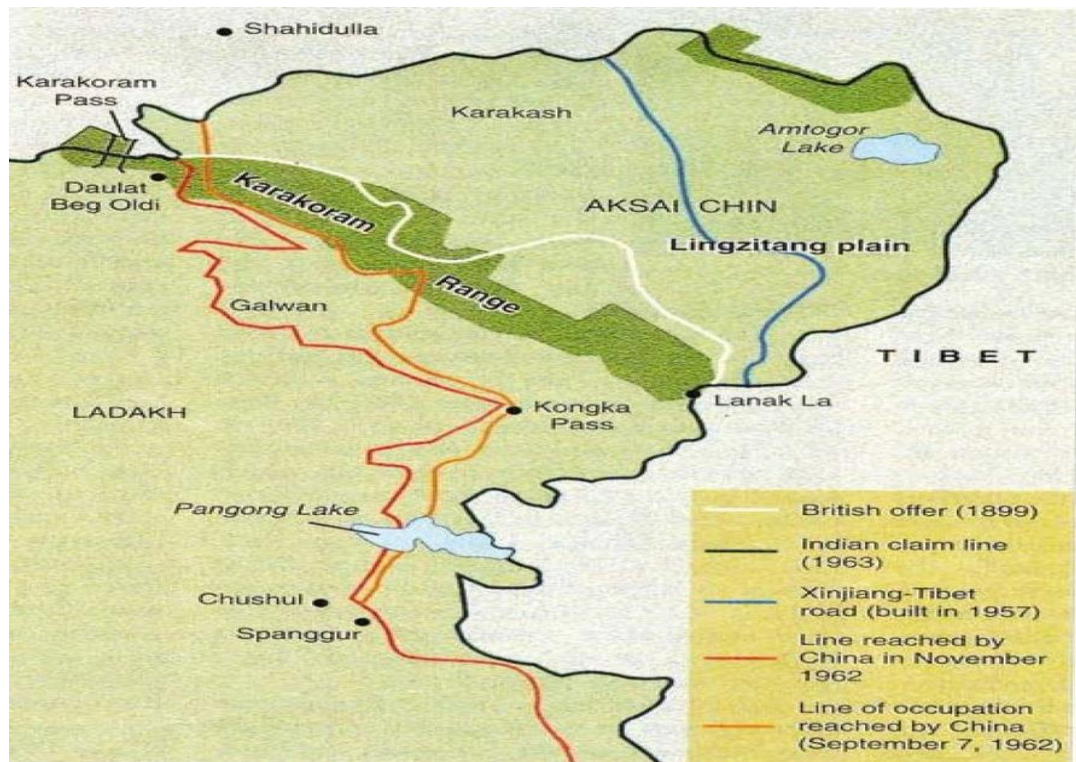 Shahidulla
Karakoram
Pass
Karakash
Amtogor
Lake
Daulat
Beg Oldi
Karakoram
Range
AKSAI CHIN
Lingzitang plain
Galwan
TIBET
LADAKH
Kongka
Pass
Lanak La
Pangong Lake
Chushul
Spanggur
British offer (1899)
Indian claim line
(1963)
Xinjiang-Tibet
road (built in 1957)
Line reached by
China in November
1962
Line of occupation
reached by China
(September 7, 1962)